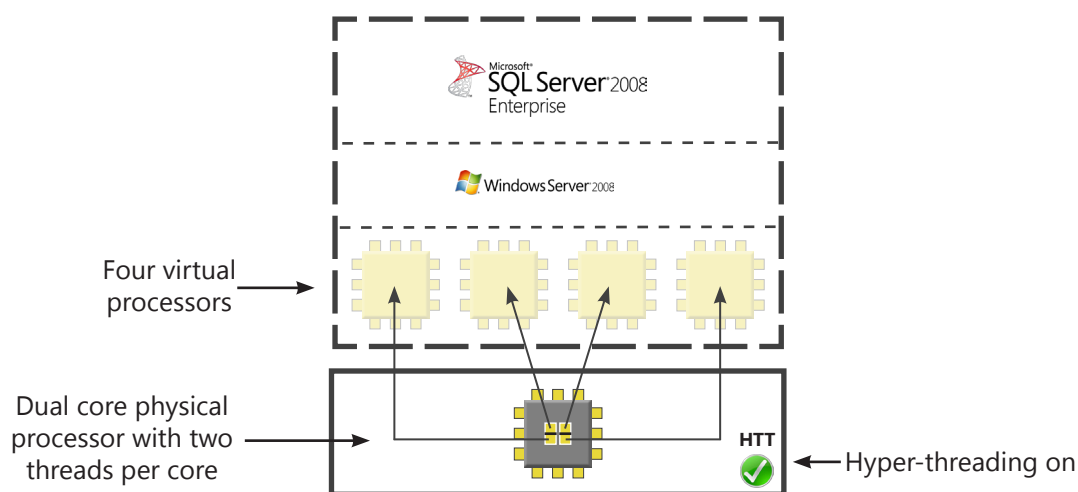 Microsoft®
SQL Server® 2008
Enterprise
Windows Server® 2008
Four virtual
processors
Dual core physical
processor with two
threads per core
HTT
Hyper-threading on